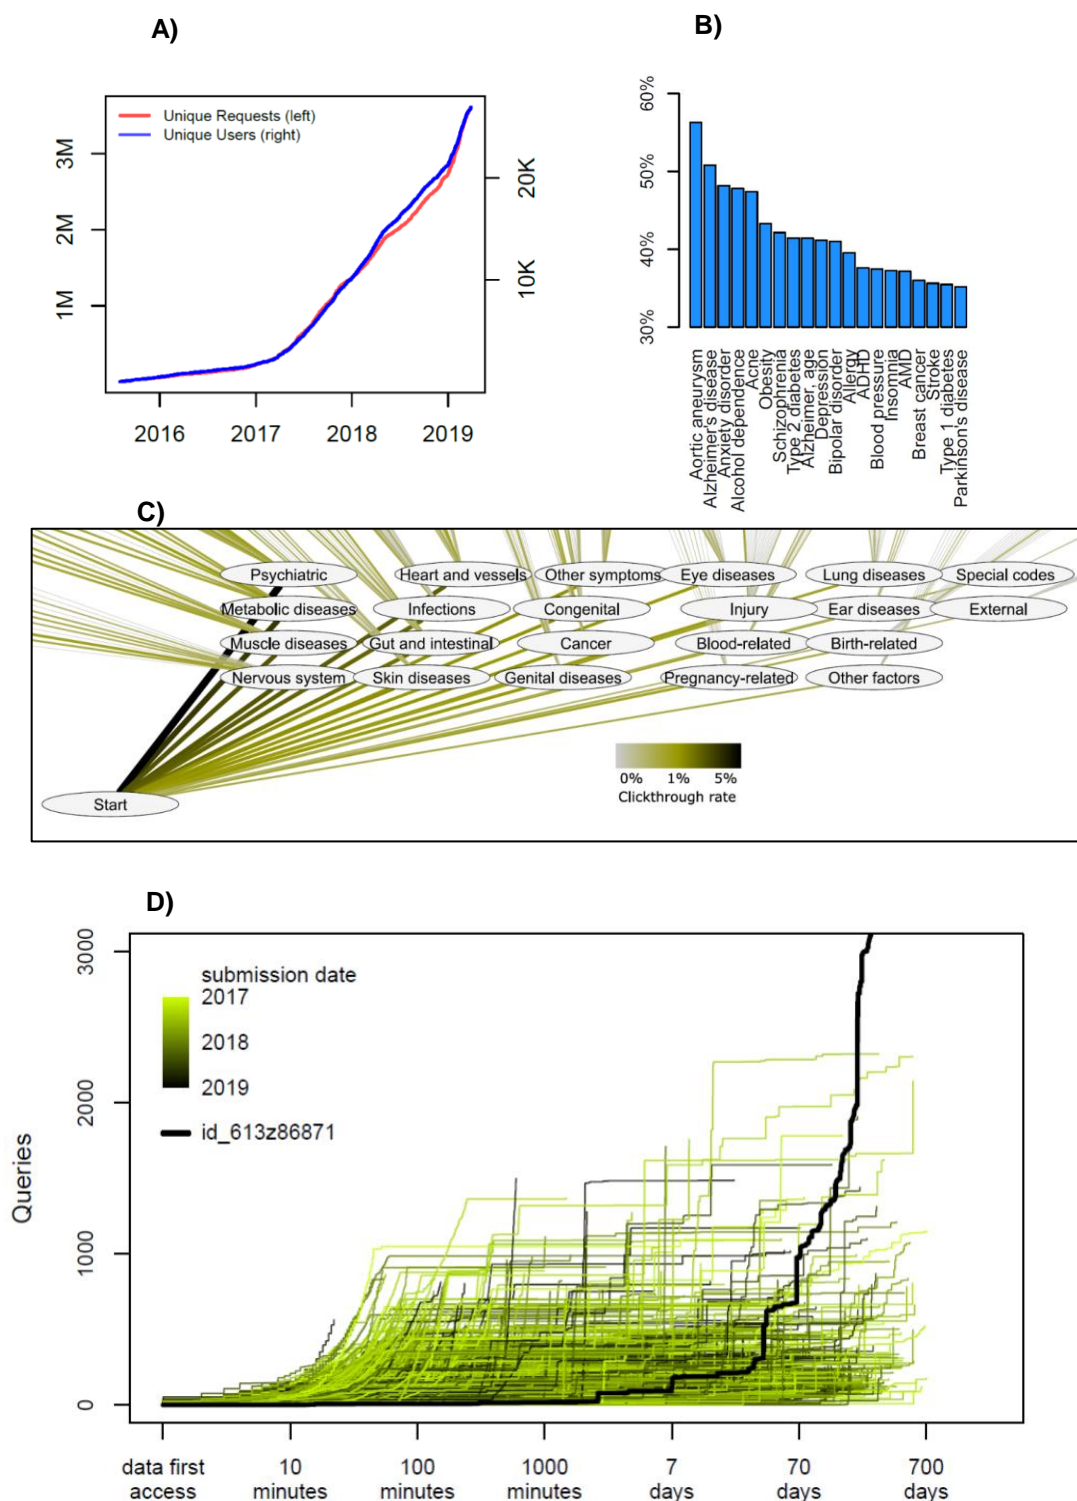 A)
B)
Unique Requests (left)
Unique Users (right)
3M
2M
1M
20K
10K
2016
2017
2018
2019
60%
50%
40%
30%
Aortic aneurysm
Alzheimer's disease
Anxiety disorder
Alcohol dependence
Acne
Obesity
Schizophrenia
Type 2 diabetes
Alzheimer, age
Depression
Bipolar disorder
Allergy
ADHD
Blood pressure
Insomnia
AMD
Breast cancer
Stroke
Type 1 diabetes
Parkinson's disease
C)
Psychiatric
Heart and vessels
Other symptoms
Eye diseases
Lung diseases
Special codes
Metabolic diseases
Infections
Congenital
Injury
Ear diseases
External
Muscle diseases
Gut and intestinal
Cancer
Blood-related
Birth-related
Nervous system
Skin diseases
Genital diseases
Pregnancy-related
Other factors
Start
0% 1% 5%
Clickthrough rate
D)
Queries
3000
2000
1000
0
submission date
2017
2018
2019
id_613z86871
data first access
10 minutes
100 minutes
1000 minutes
7 days
70 days
700 days